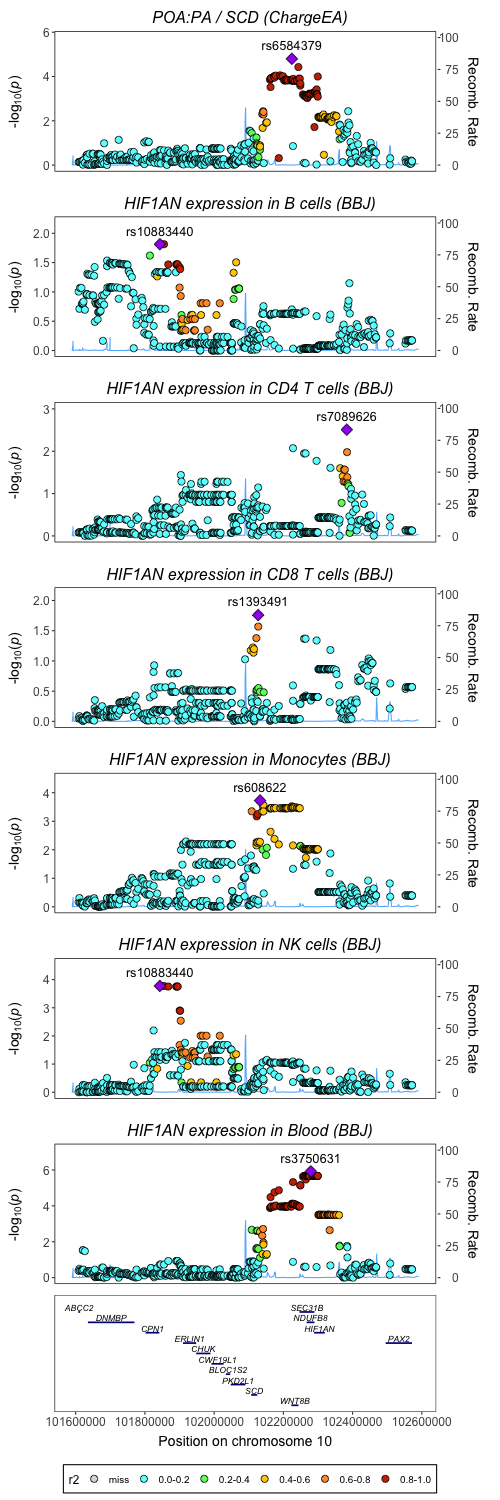 POA:PA / SCD (ChargeEA)
rs6584379
6
4
2
0
100
75
50
25
0
-log10(p)
Recomb. Rate
HIF1AN expression in B cells (BBJ)
rs10883440
2.0
1.5
1.0
0.5
0.0
100
75
50
25
0
-log10(p)
Recomb. Rate
HIF1AN expression in CD4 T cells (BBJ)
rs7089626
3
2
1
0
100
75
50
25
0
-log10(p)
Recomb. Rate
HIF1AN expression in CD8 T cells (BBJ)
rs1393491
2.0
1.5
1.0
0.5
0.0
100
75
50
25
0
-log10(p)
Recomb. Rate
HIF1AN expression in Monocytes (BBJ)
rs608622
4
3
2
1
0
100
75
50
25
0
-log10(p)
Recomb. Rate
HIF1AN expression in NK cells (BBJ)
rs10883440
4
3
2
1
0
100
75
50
25
0
-log10(p)
Recomb. Rate
HIF1AN expression in Blood (BBJ)
rs3750631
6
4
2
0
100
75
50
25
0
-log10(p)
Recomb. Rate
ABCC2 SEC31B
DNMBP NDUFB8
CPN1 HIF1AN
ERLIN1 PAX2
CHUK
CWF19L1
BLOC1S2
PKD2L1
SCD
WNT8B
101600000 101800000 102000000 102200000 102400000 102600000
Position on chromosome 10
r2 miss 0.0-0.2 0.2-0.4 0.4-0.6 0.6-0.8 0.8-1.0